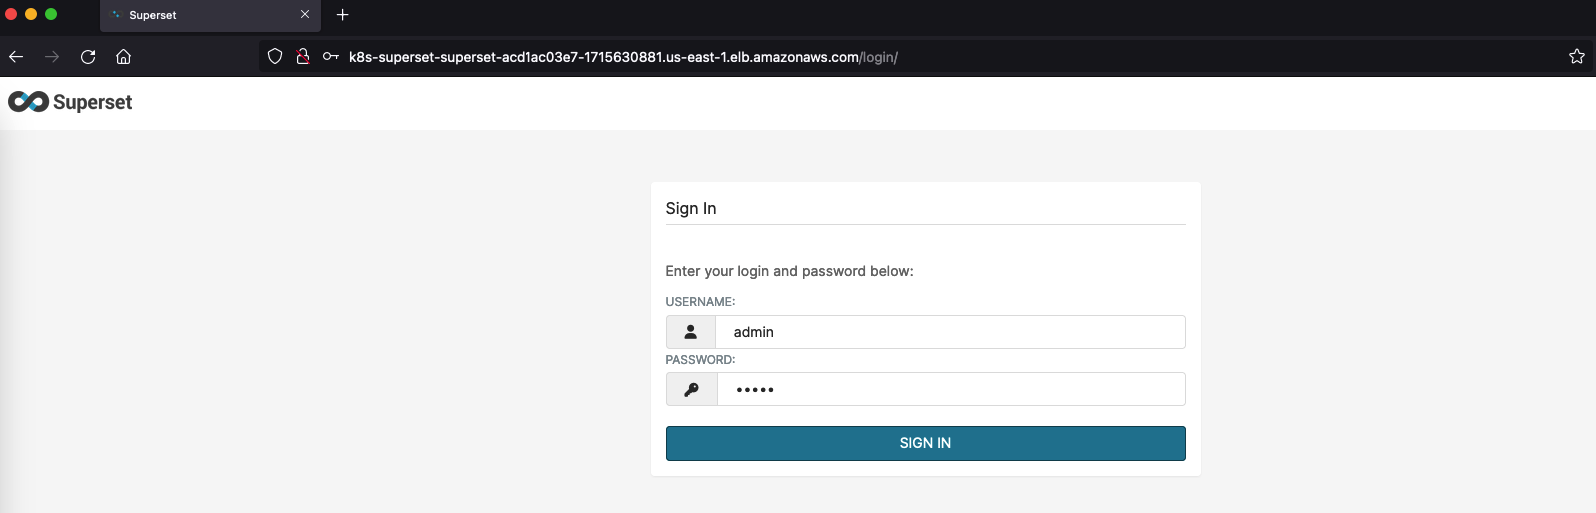 Superset
k8s-superset-superset-acd1ac03e7-1715630881.us-east-1.elb.amazonaws.com/login/
Superset
Sign In
Enter your login and password below:
USERNAME:
admin
PASSWORD:
•••••
SIGN IN